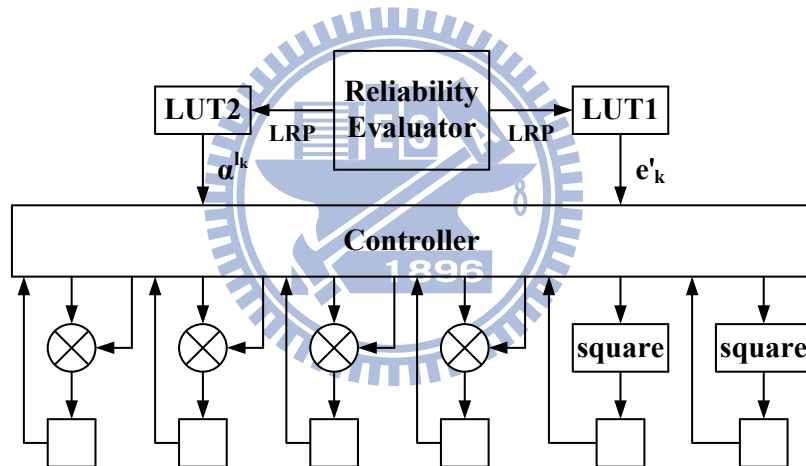 Reliability
Evaluator
LUT2
LRP
LRP
LUT1
α^lk
e'k
Controller
1896
square
square